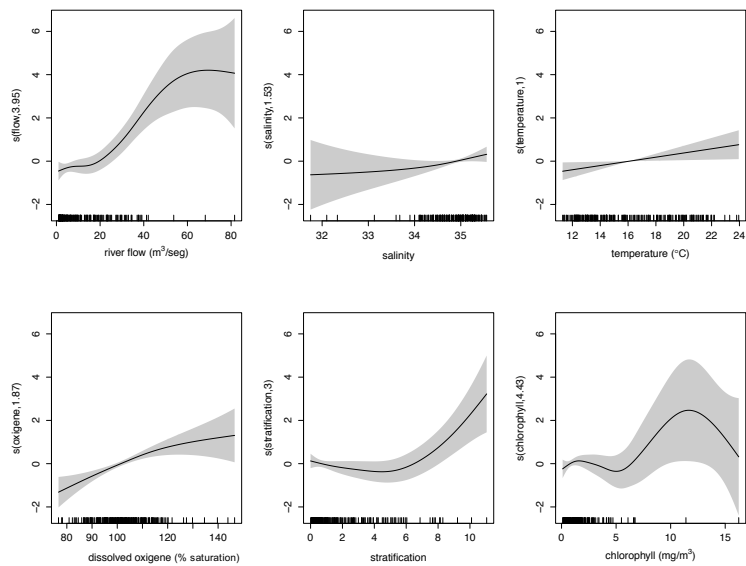 s(flow,3.95)
-2 0 2 4 6
0 20 40 60 80
river flow (m³/seg)
s(salinity,1.53)
-2 0 2 4 6
32 33 34 35
salinity
s(temperature,1)
-2 0 2 4 6
12 14 16 18 20 22 24
temperature (°C)
s(oxigene,1.87)
-2 0 2 4 6
80 100 120 140
dissolved oxigene (% saturation)
s(stratification,3)
-2 0 2 4 6
0 2 4 6 8 10
stratification
s(chlorophyll,4.43)
-2 0 2 4 6
0 5 10 15
chlorophyll (mg/m³)